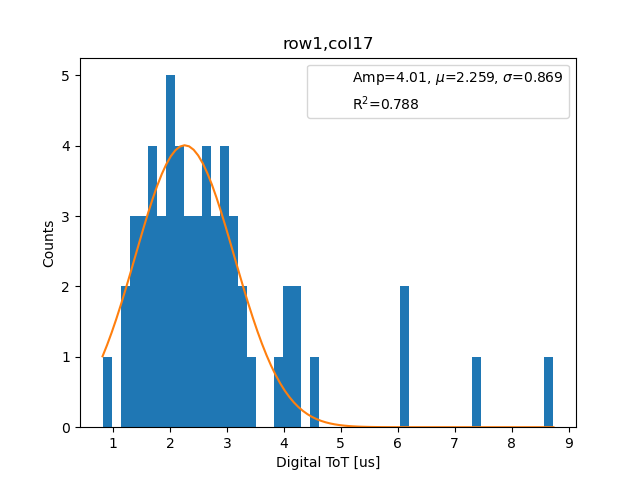 row1,col17
Amp=4.01, μ=2.259, σ=0.869
R²=0.788
5
4
3
2
1
0
Counts
1 2 3 4 5 6 7 8 9
Digital ToT [us]